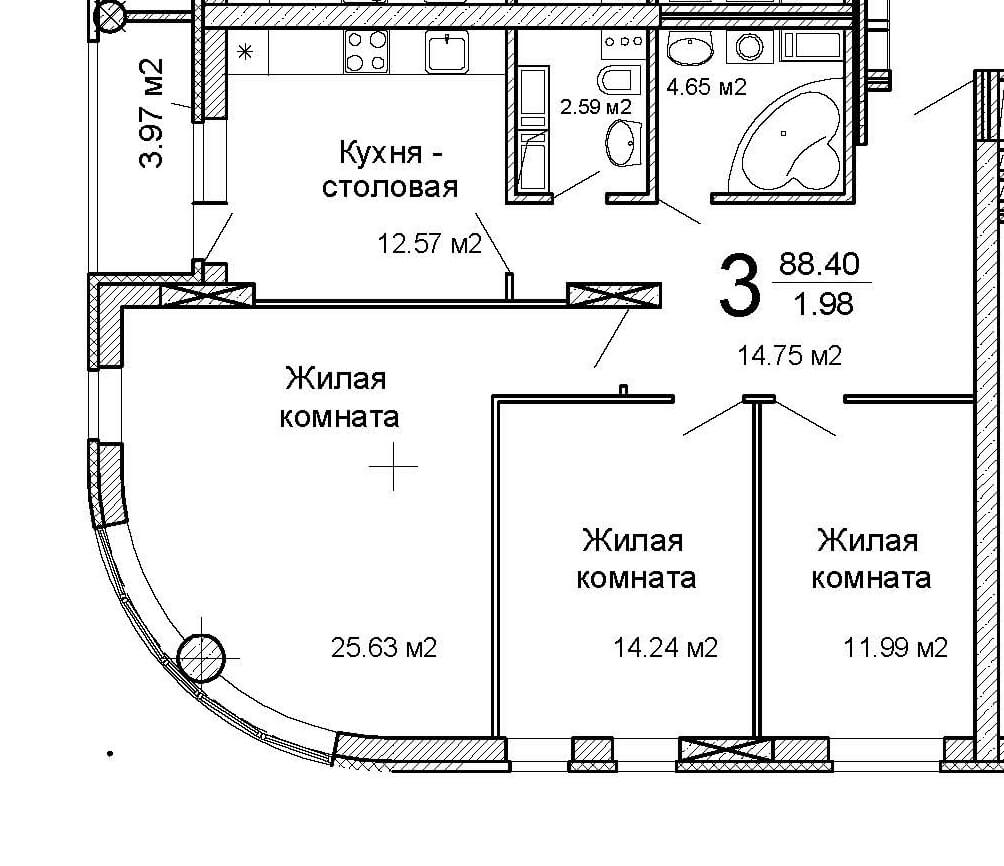 3.97 м2
Кухня -
столовая
12.57 м2
2.59 м2
4.65 м2
3
88.40
1.98
14.75 м2
Жилая
комната
25.63 м2
Жилая
комната
14.24 м2
Жилая
комната
11.99 м2